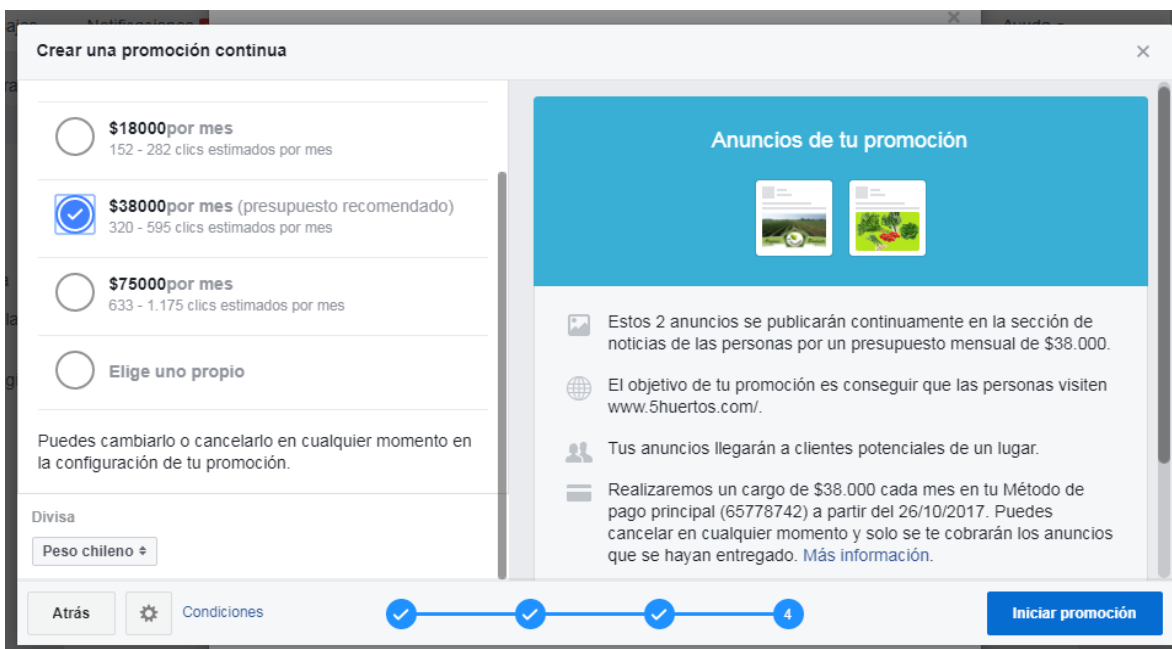 Notificaciones
Ayuda
Crear una promoción continua
$18000por mes
152 - 282 clics estimados por mes
$38000por mes (presupuesto recomendado)
320 - 595 clics estimados por mes
$75000por mes
633 - 1.175 clics estimados por mes
Elige uno propio
Puedes cambiarlo o cancelarlo en cualquier momento en
la configuración de tu promoción.
Divisa
Peso chileno
Anuncios de tu promoción
Estos 2 anuncios se publicarán continuamente en la sección de
noticias de las personas por un presupuesto mensual de $38.000.
El objetivo de tu promoción es conseguir que las personas visiten
www.5huertos.com/.
Tus anuncios llegarán a clientes potenciales de un lugar.
Realizaremos un cargo de $38.000 cada mes en tu Método de
pago principal (65778742) a partir del 26/10/2017. Puedes
cancelar en cualquier momento y solo se te cobrarán los anuncios
que se hayan entregado. Más información.
Atrás
Condiciones
4
Iniciar promoción